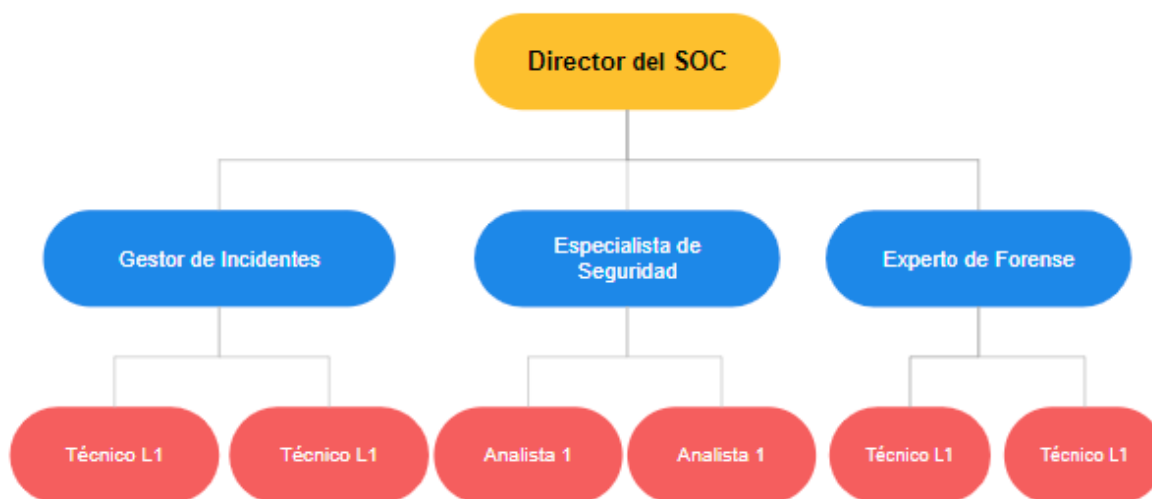 Director del SOC
Gestor de Incidentes
Especialista de
Seguridad
Experto de Forense
Técnico L1
Técnico L1
Analista 1
Analista 1
Técnico L1
Técnico L1